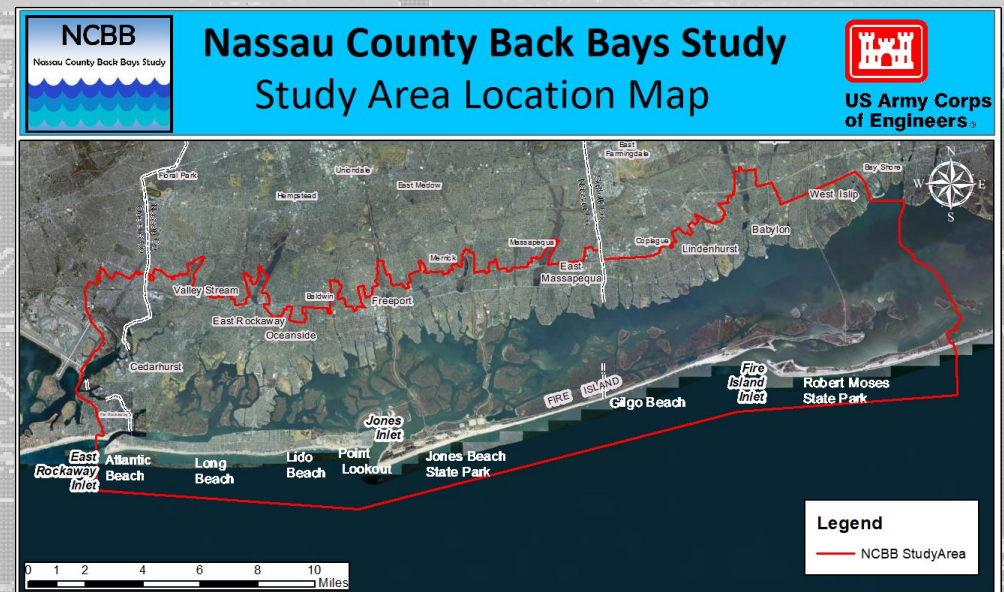 NCBB
Nassau County Back Bays Study
Nassau County Back Bays Study
Study Area Location Map
US Army Corps
of Engineers®
East
Farmingdale
Floral Park
Uniondale
Bay Shore
N
Hempstead
East Medow
W
E
West Islip
S
Massapequa
Babylon
Copiague
Lindenhurst
Merrick
East
Massapequa
Valley Stream
Baldwin
Freeport
East Rockaway
Oceanside
Cedarhurst
Fire
Island
Inlet
Robert Moses
State Park
FIRE ISLAND
Gilgo Beach
Jones
Inlet
East
Rockaway
Inlet
Atlantic
Beach
Long
Beach
Lido
Beach
Point
Lookout
Jones Beach
State Park
Legend
NCBB StudyArea
0 1 2 4 6 8 10
Miles